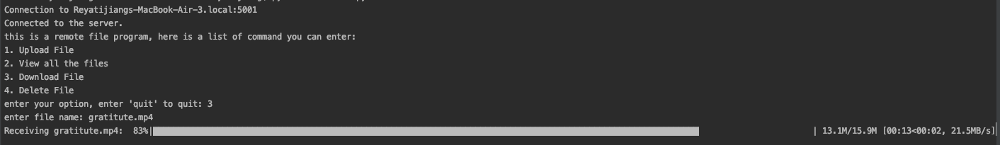 Connection to Reyatijiangs-MacBook-Air-3.local:5001
Connected to the server.
this is a remote file program, here is a list of command you can enter:
1. Upload File
2. View all the files
3. Download File
4. Delete File
enter your option, enter 'quit' to quit: 3
enter file name: gratitute.mp4
Receiving gratitute.mp4:  83%| | 13.1M/15.9M [00:13<00:02, 21.5MB/s]